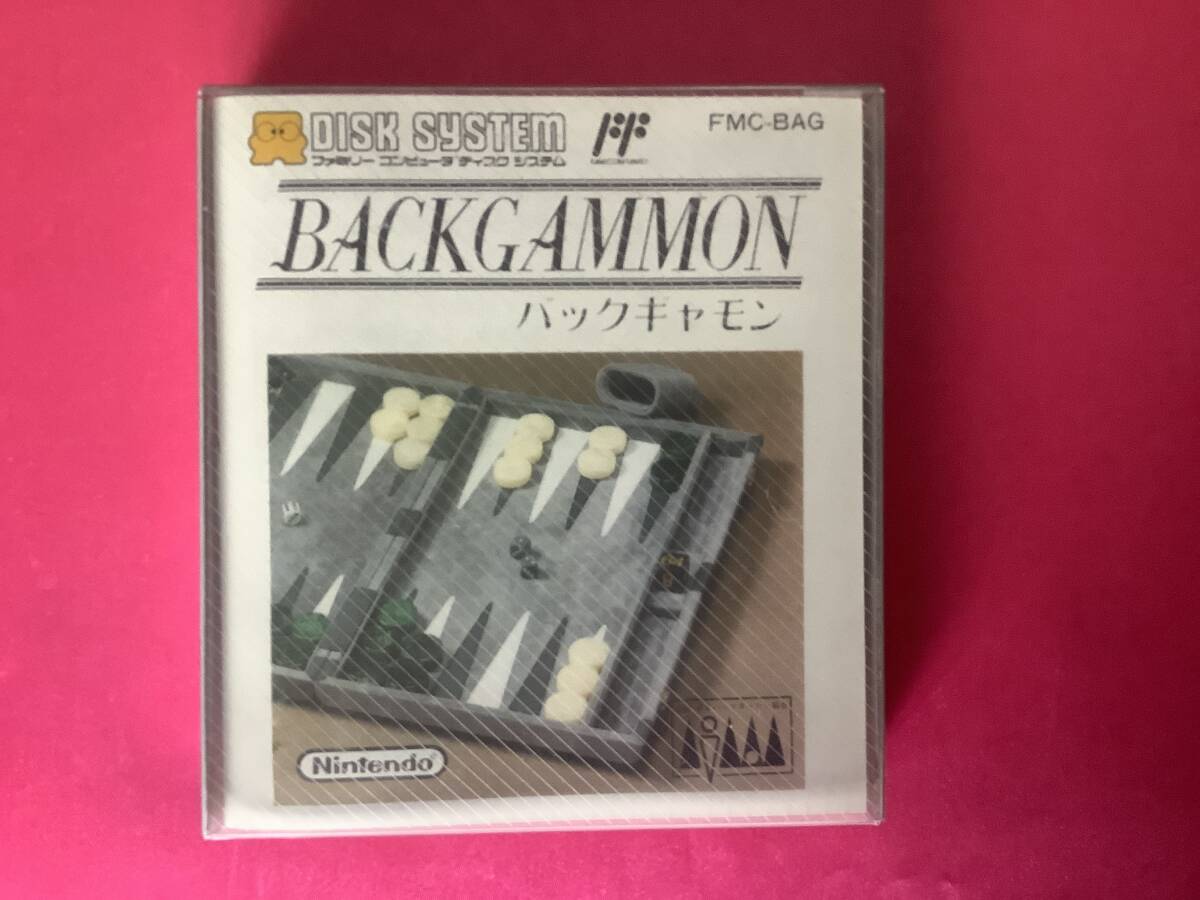 DISK SYSTEM
ファミリー コンピュータ ディスク システム
FMC-BAG
BACKGAMMON
バックギャモン
Nintendo®